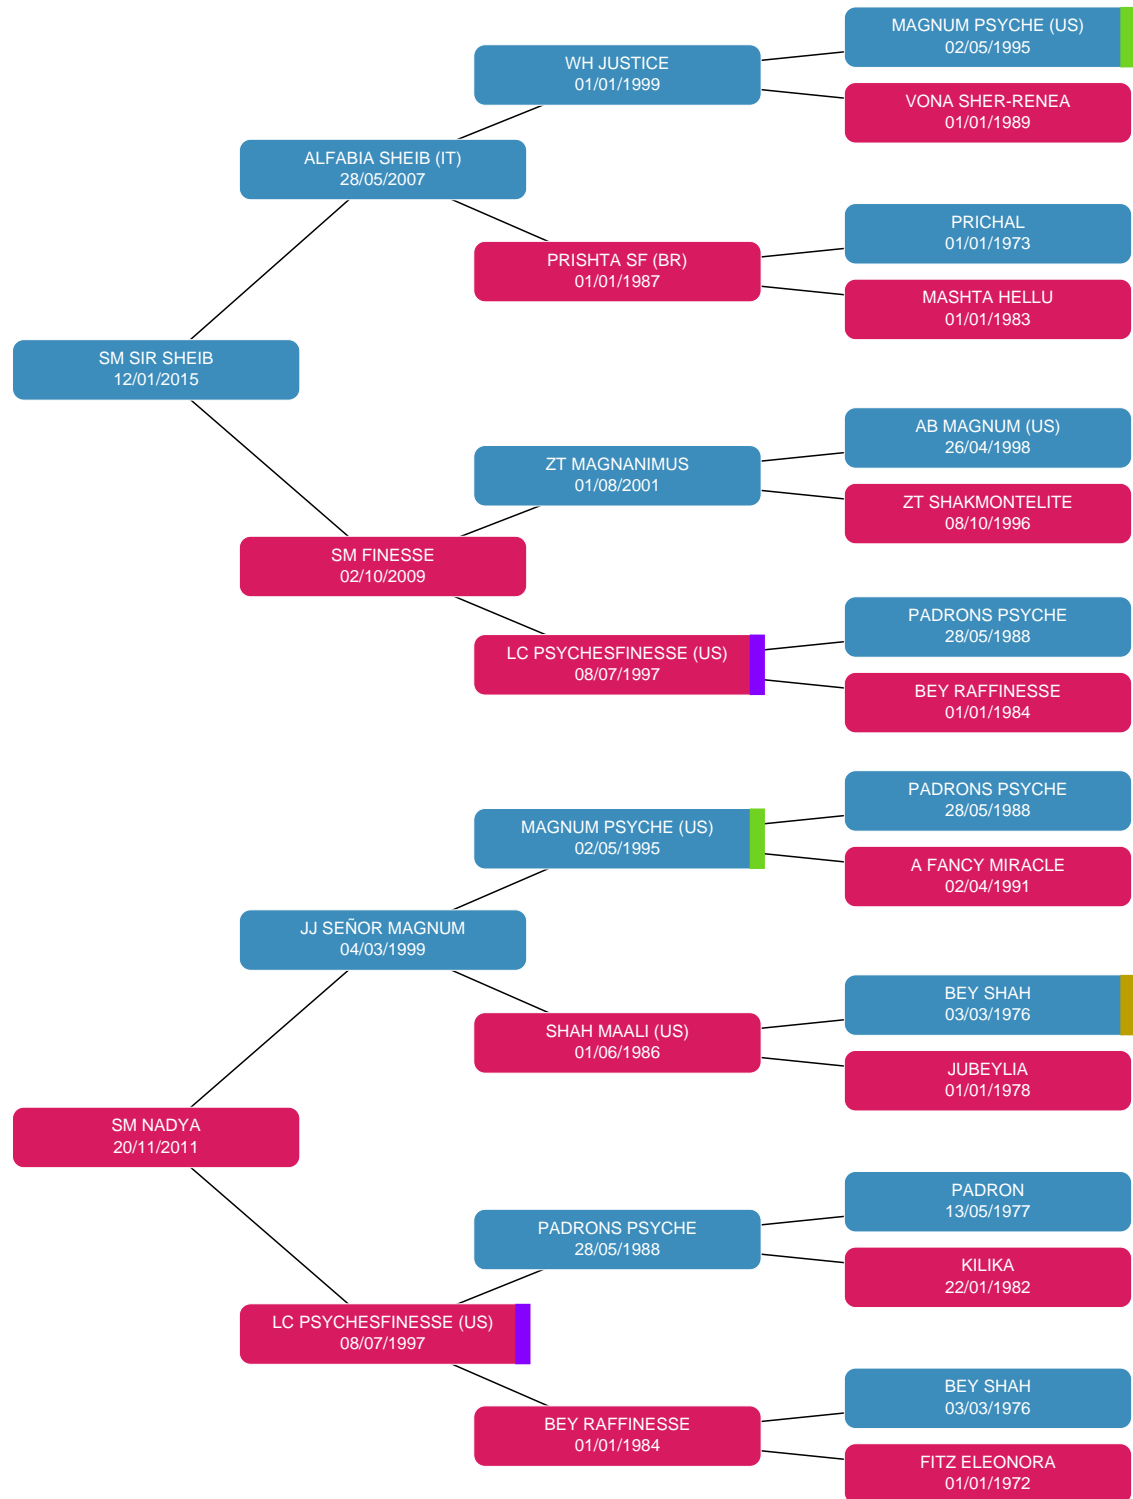 MAGNUM PSYCHE (US)
02/05/1995
WH JUSTICE
01/01/1999
VONA SHER-RENEA
01/01/1989
ALFABIA SHEIB (IT)
28/05/2007
PRICHAL
01/01/1973
PRISHTA SF (BR)
01/01/1987
MASHTA HELLU
01/01/1983
SM SIR SHEIB
12/01/2015
AB MAGNUM (US)
26/04/1998
ZT MAGNANIMUS
01/08/2001
ZT SHAKMONTELITE
08/10/1996
SM FINESSE
02/10/2009
PADRONS PSYCHE
28/05/1988
LC PSYCHESFINESSE (US)
08/07/1997
BEY RAFFINESSE
01/01/1984
PADRONS PSYCHE
28/05/1988
MAGNUM PSYCHE (US)
02/05/1995
A FANCY MIRACLE
02/04/1991
JJ SEÑOR MAGNUM
04/03/1999
BEY SHAH
03/03/1976
SHAH MAALI (US)
01/06/1986
JUBEYLIA
01/01/1978
SM NADYA
20/11/2011
PADRON
13/05/1977
PADRONS PSYCHE
28/05/1988
KILIKA
22/01/1982
LC PSYCHESFINESSE (US)
08/07/1997
BEY SHAH
03/03/1976
BEY RAFFINESSE
01/01/1984
FITZ ELEONORA
01/01/1972